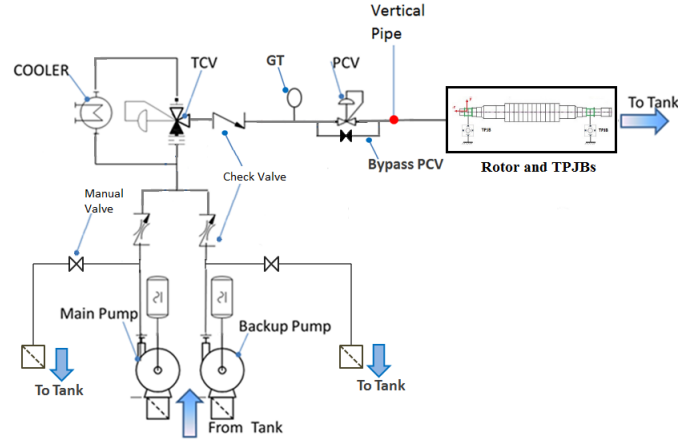 Vertical
Pipe
COOLER
TCV
GT
PCV
To Tank
Bypass PCV
Rotor and TPJBs
Check Valve
Manual
Valve
Main Pump
Backup Pump
To Tank
To Tank
From Tank